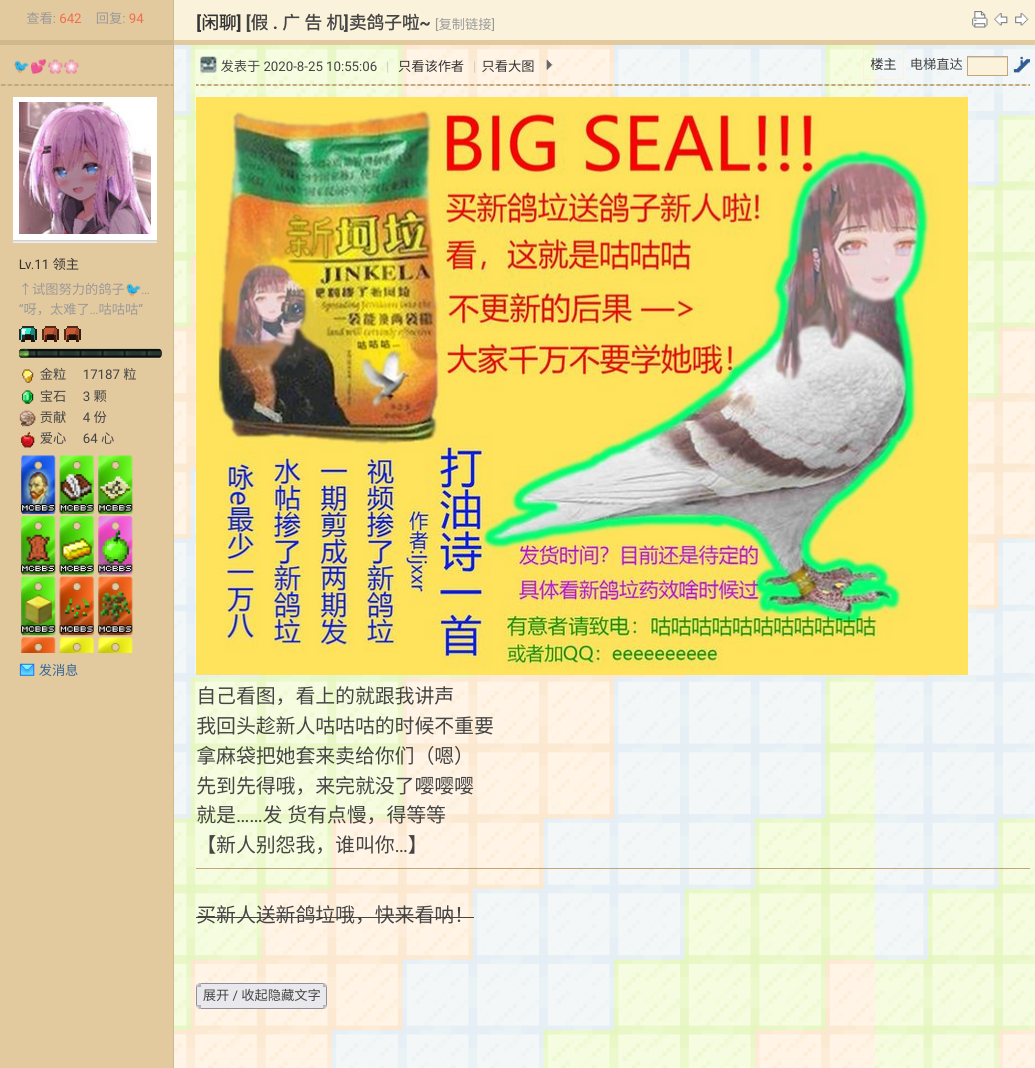 查看: 642 回复: 94
[闲聊] [假 . 广 告 机]卖鸽子啦~ [复制链接]
发表于 2020-8-25 10:55:06 | 只看该作者 | 只看大图
楼主 电梯直达
Lv.11 领主
↑试图努力的鸽子🐦...
“呀，太难了...咕咕咕”
金粒 17187 粒
宝石 3 颗
贡献 4 份
爱心 64 心
MCBBS MCBBS MCBBS
MCBBS MCBBS MCBBS
MCBBS MCBBS MCBBS
发消息
新坷垃
JINKELA
肥料掺了新鸽垃
一袋能顶两袋撒
咕咕咕...
BIG SEAL!!!
买新鸽垃送鸽子新人啦!
看，这就是咕咕咕
不更新的后果 —>
大家千万不要学她哦!
打油诗一首
作者:jjxxr
视频掺了新鸽垃
一期剪成两期发
水帖掺了新鸽垃
咏e最少一万八
发货时间？目前还是待定的
具体看新鸽垃药效啥时候过
有意者请致电：咕咕咕咕咕咕咕咕咕咕咕
或者加QQ：eeeeeeeeee
自己看图，看上的就跟我讲声
我回头趁新人咕咕咕的时候不重要
拿麻袋把她套来卖给你们（嗯）
先到先得哦，来完就没了嘤嘤嘤
就是......发 货有点慢，得等等
【新人别怨我，谁叫你...】
买新人送新鸽垃哦，快来看呐！
展开 / 收起隐藏文字